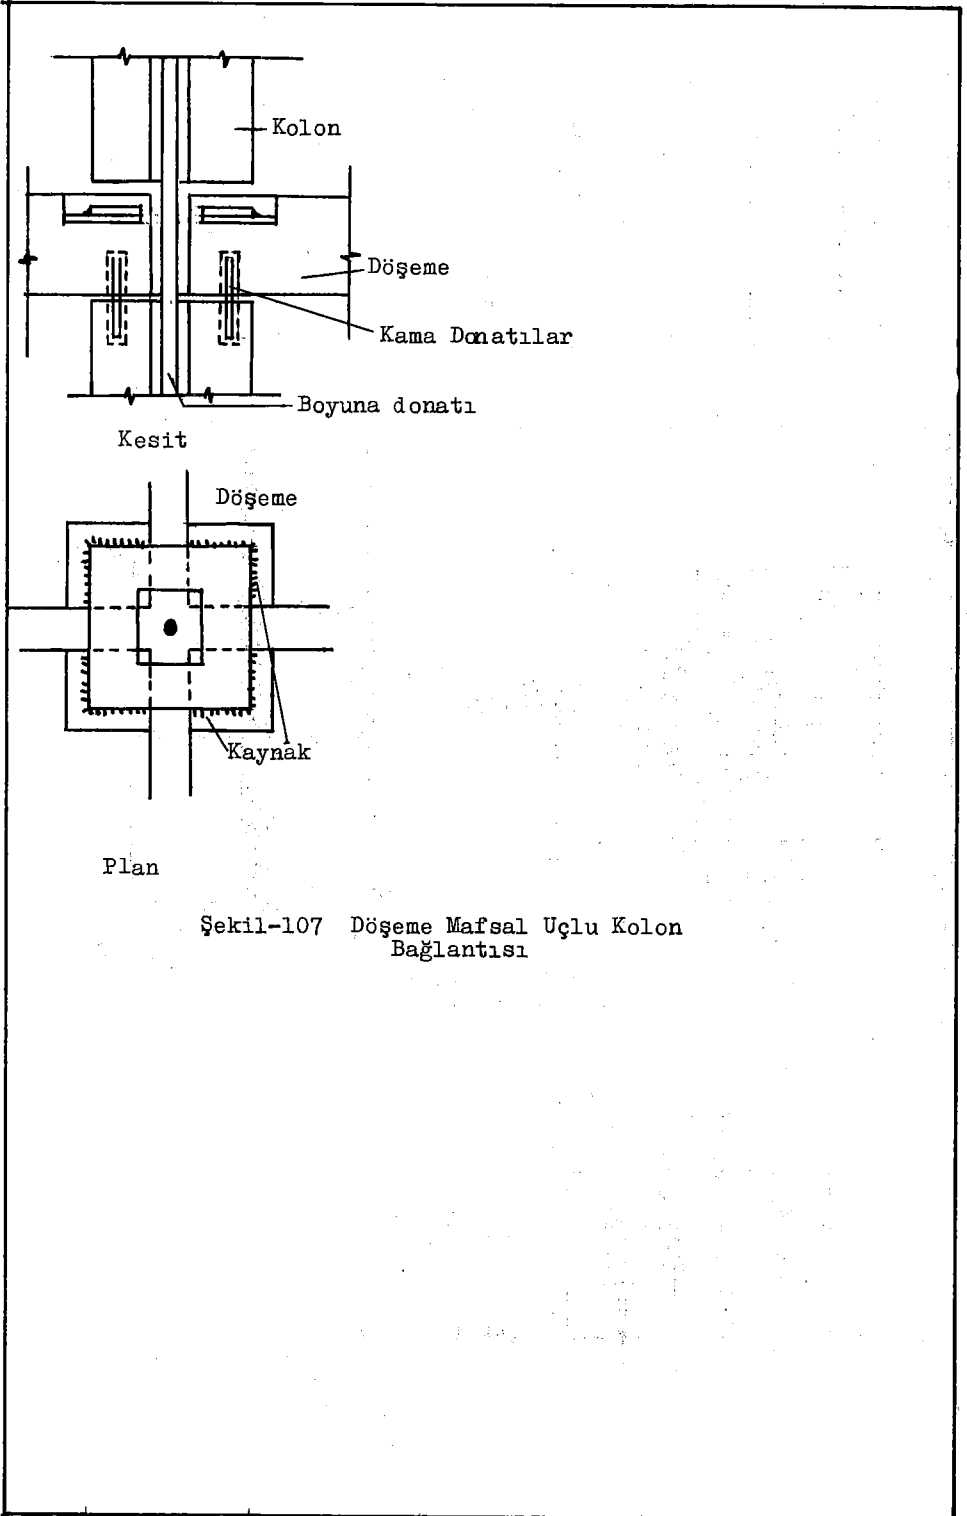 Kolon
Döşeme
Kama Donatılar
Boyuna donatı
Kesit
Döşeme
Kaynak
Plan
Şekil-107 Döşeme Mafsal Uçlu Kolon
Bağlantısı